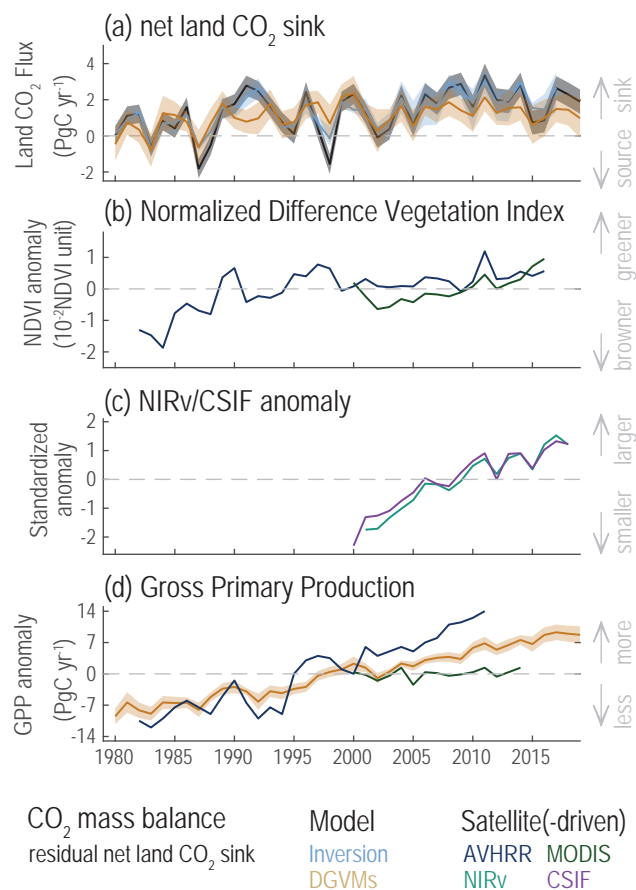 (a) net land CO₂ sink
Land CO₂ Flux
(PgC yr⁻¹)
4
2
0
-2
sink
source
(b) Normalized Difference Vegetation Index
NDVI anomaly
(10⁻²NDVI unit)
1
0
-1
-2
greener
browner
(c) NIRv/CSIF anomaly
Standardized
anomaly
2
1
0
-1
-2
larger
smaller
(d) Gross Primary Production
GPP anomaly
(PgC yr⁻¹)
14
7
0
-7
-14
more
less
1980 1985 1990 1995 2000 2005 2010 2015
CO₂ mass balance
residual net land CO₂ sink
Model
Inversion
DGVMs
Satellite(-driven)
AVHRR MODIS
NIRv CSIF